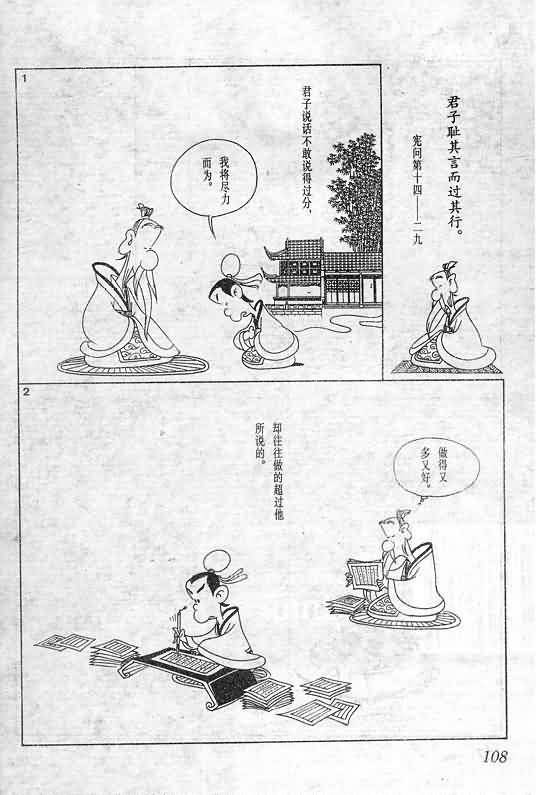 君子耻其言而过其行。
宪问第十四——二九
1
君子说话不敢说得过分，
我将尽力
而为。
2
却往往做的超过他
所说的。
做得又
多又好。
108